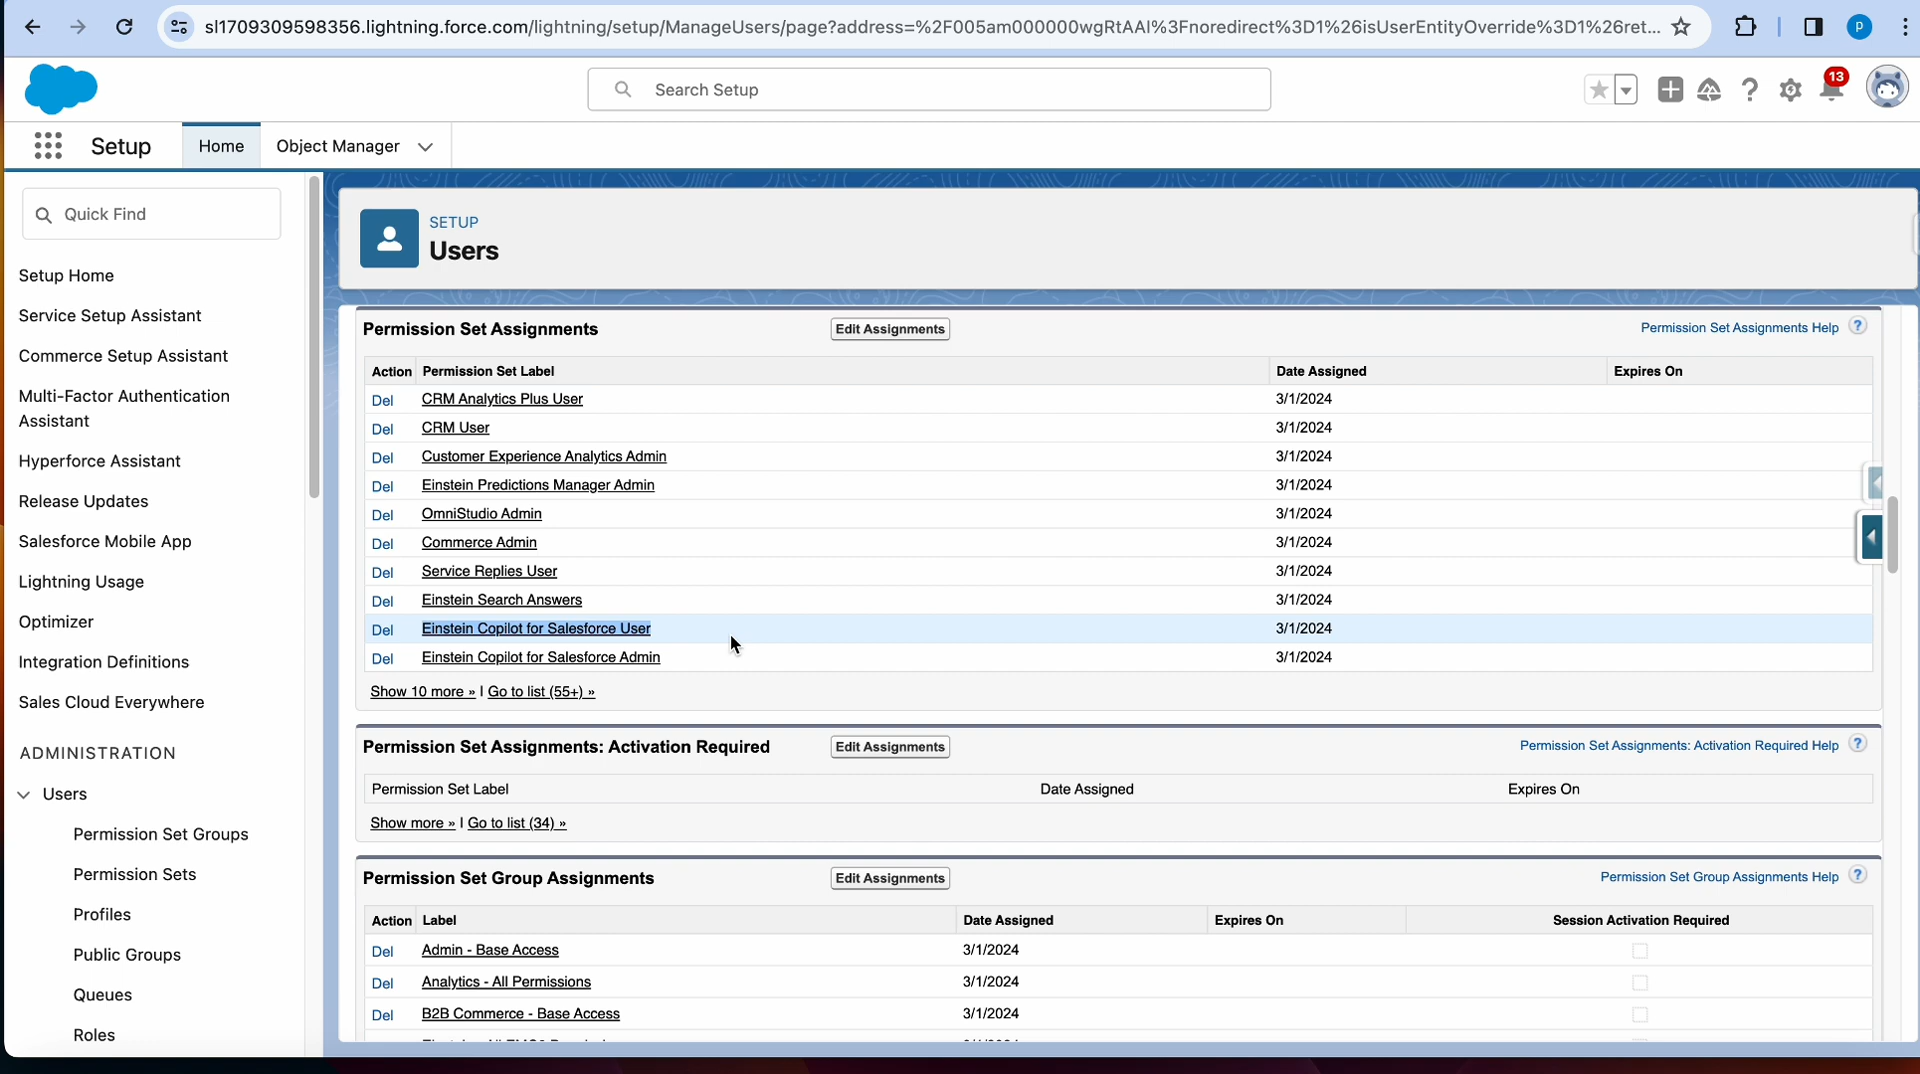 sl1709309598356.lightning.force.com/lightning/setup/ManageUsers/page?address=%2F005am000000wgRtAAI%3Fnoredirect%3D1%26isUserEntityOverride%3D1%26ret...
P
Search Setup
13
Setup
Home
Object Manager
Quick Find
Setup Home
Service Setup Assistant
Commerce Setup Assistant
Multi-Factor Authentication
Assistant
Hyperforce Assistant
Release Updates
Salesforce Mobile App
Lightning Usage
Optimizer
Integration Definitions
Sales Cloud Everywhere
ADMINISTRATION
Users
Permission Set Groups
Permission Sets
Profiles
Public Groups
Queues
Roles
SETUP
Users
Permission Set Assignments Edit Assignments Permission Set Assignments Help ?
Action Permission Set Label Date Assigned Expires On
Del CRM Analytics Plus User 3/1/2024
Del CRM User 3/1/2024
Del Customer Experience Analytics Admin 3/1/2024
Del Einstein Predictions Manager Admin 3/1/2024
Del OmniStudio Admin 3/1/2024
Del Commerce Admin 3/1/2024
Del Service Replies User 3/1/2024
Del Einstein Search Answers 3/1/2024
Del Einstein Copilot for Salesforce User 3/1/2024
Del Einstein Copilot for Salesforce Admin 3/1/2024
Show 10 more » | Go to list (55+) »
Permission Set Assignments: Activation Required Edit Assignments Permission Set Assignments: Activation Required Help ?
Permission Set Label Date Assigned Expires On
Show more » | Go to list (34) »
Permission Set Group Assignments Edit Assignments Permission Set Group Assignments Help ?
Action Label Date Assigned Expires On Session Activation Required
Del Admin - Base Access 3/1/2024
Del Analytics - All Permissions 3/1/2024
Del B2B Commerce - Base Access 3/1/2024